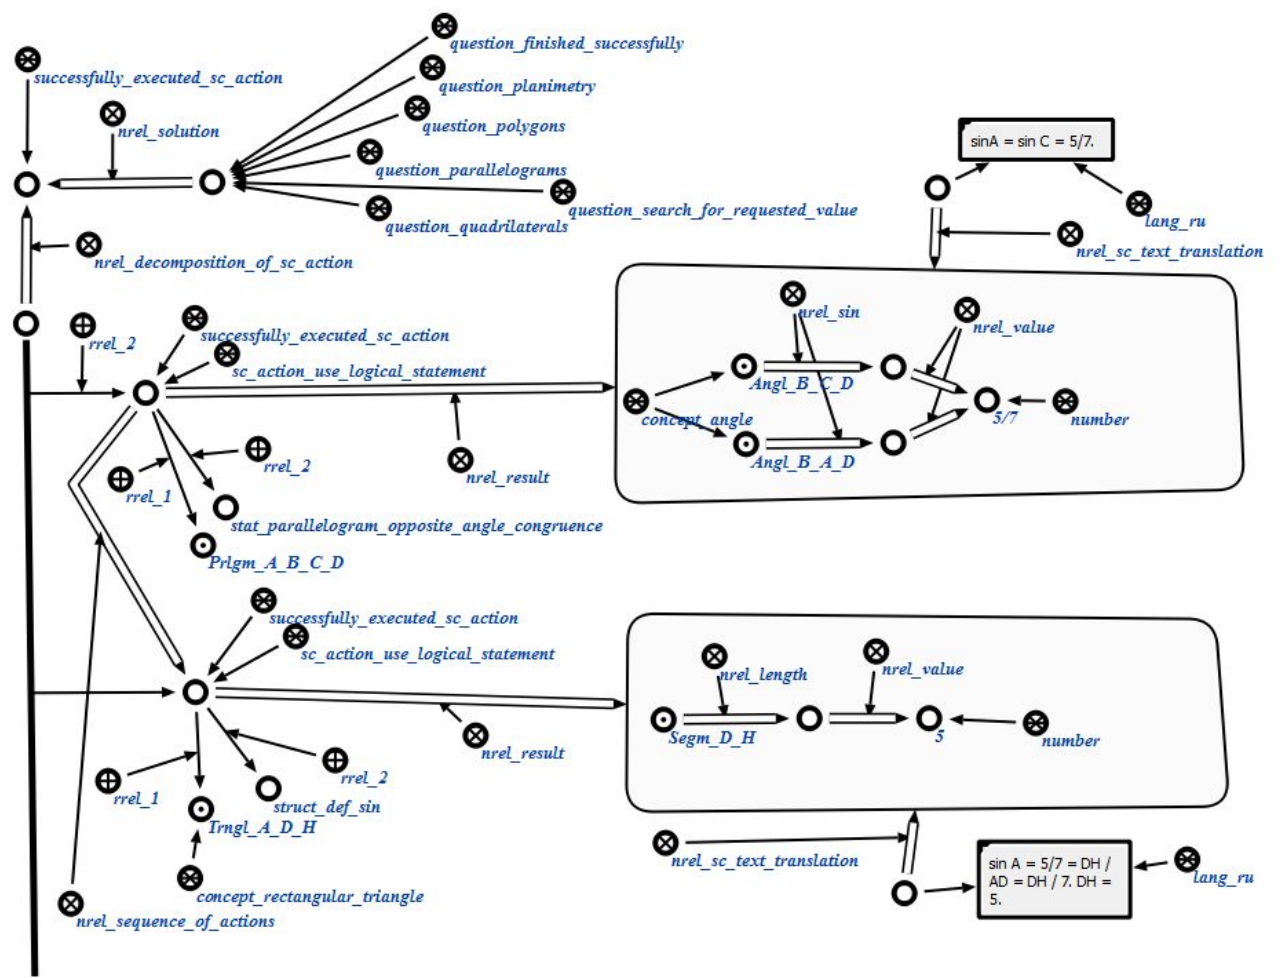 question_finished_successfully
successfully_executed_sc_action
question_planimetry
nrel_solution
question_polygons
question_parallelograms
question_search_for_requested_value
question_quadrilaterals
nrel_decomposition_of_sc_action
sinA = sin C = 5/7.
lang_ru
nrel_sc_text_translation
rrel_2
successfully_executed_sc_action
sc_action_use_logical_statement
nrel_sin
nrel_value
Angl_B_C_D
concept_angle
5/7
number
Angl_B_A_D
rrel_2
rrel_1
nrel_result
stat_parallelogram_opposite_angle_congruence
Prlgm_A_B_C_D
successfully_executed_sc_action
sc_action_use_logical_statement
nrel_length
nrel_value
Segm_D_H
5
number
nrel_result
rrel_2
rrel_1
struct_def_sin
Trngl_A_D_H
concept_rectangular_triangle
nrel_sequence_of_actions
nrel_sc_text_translation
sin A = 5/7 = DH /
AD = DH / 7. DH =
5.
lang_ru